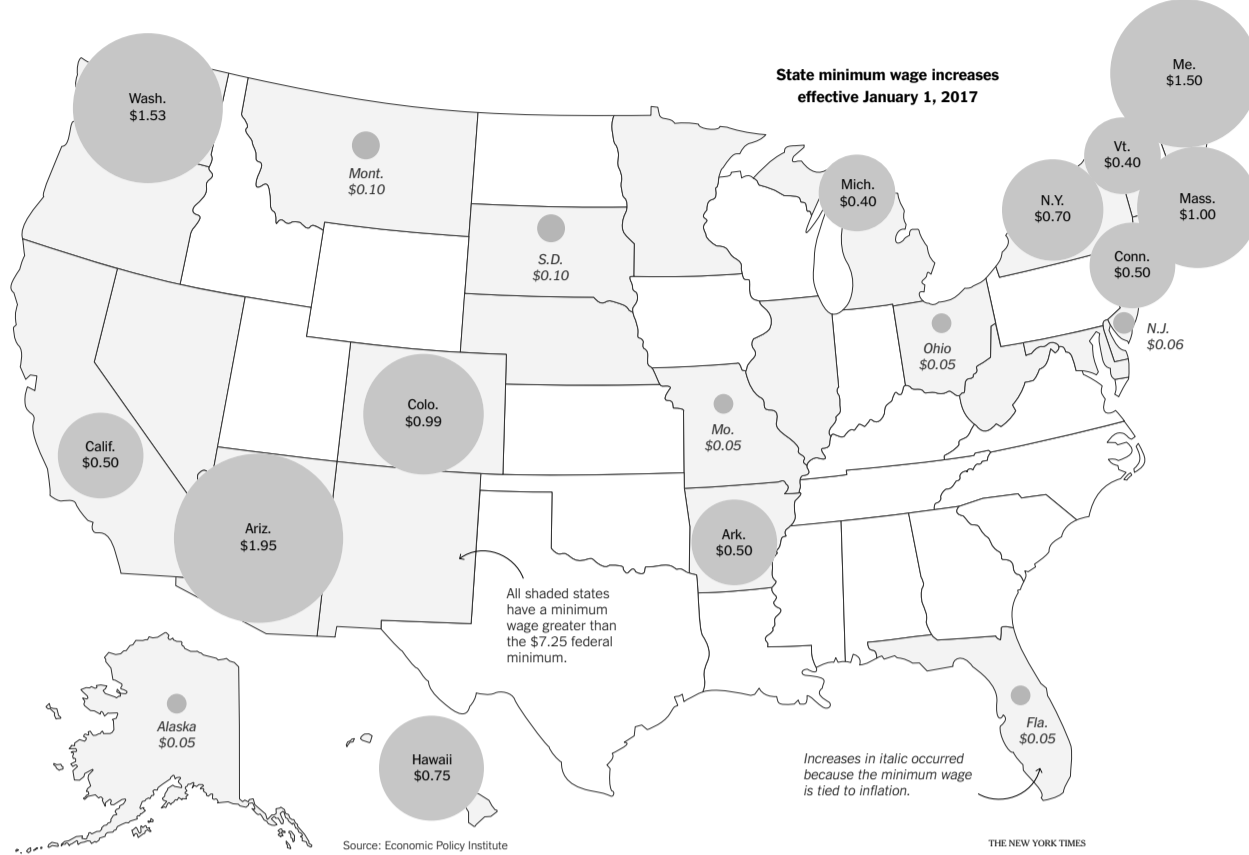 State minimum wage increases
effective January 1, 2017
Me.
$1.50
Wash.
$1.53
Vt.
$0.40
Mont.
$0.10
Mich.
$0.40
N.Y.
$0.70
Mass.
$1.00
S.D.
$0.10
Conn.
$0.50
Ohio
$0.05
N.J.
$0.06
Colo.
$0.99
Mo.
$0.05
Calif.
$0.50
Ariz.
$1.95
Ark.
$0.50
All shaded states
have a minimum
wage greater than
the $7.25 federal
minimum.
Alaska
$0.05
Hawaii
$0.75
Fla.
$0.05
Increases in italic occurred
because the minimum wage
is tied to inflation.
Source: Economic Policy Institute
THE NEW YORK TIMES